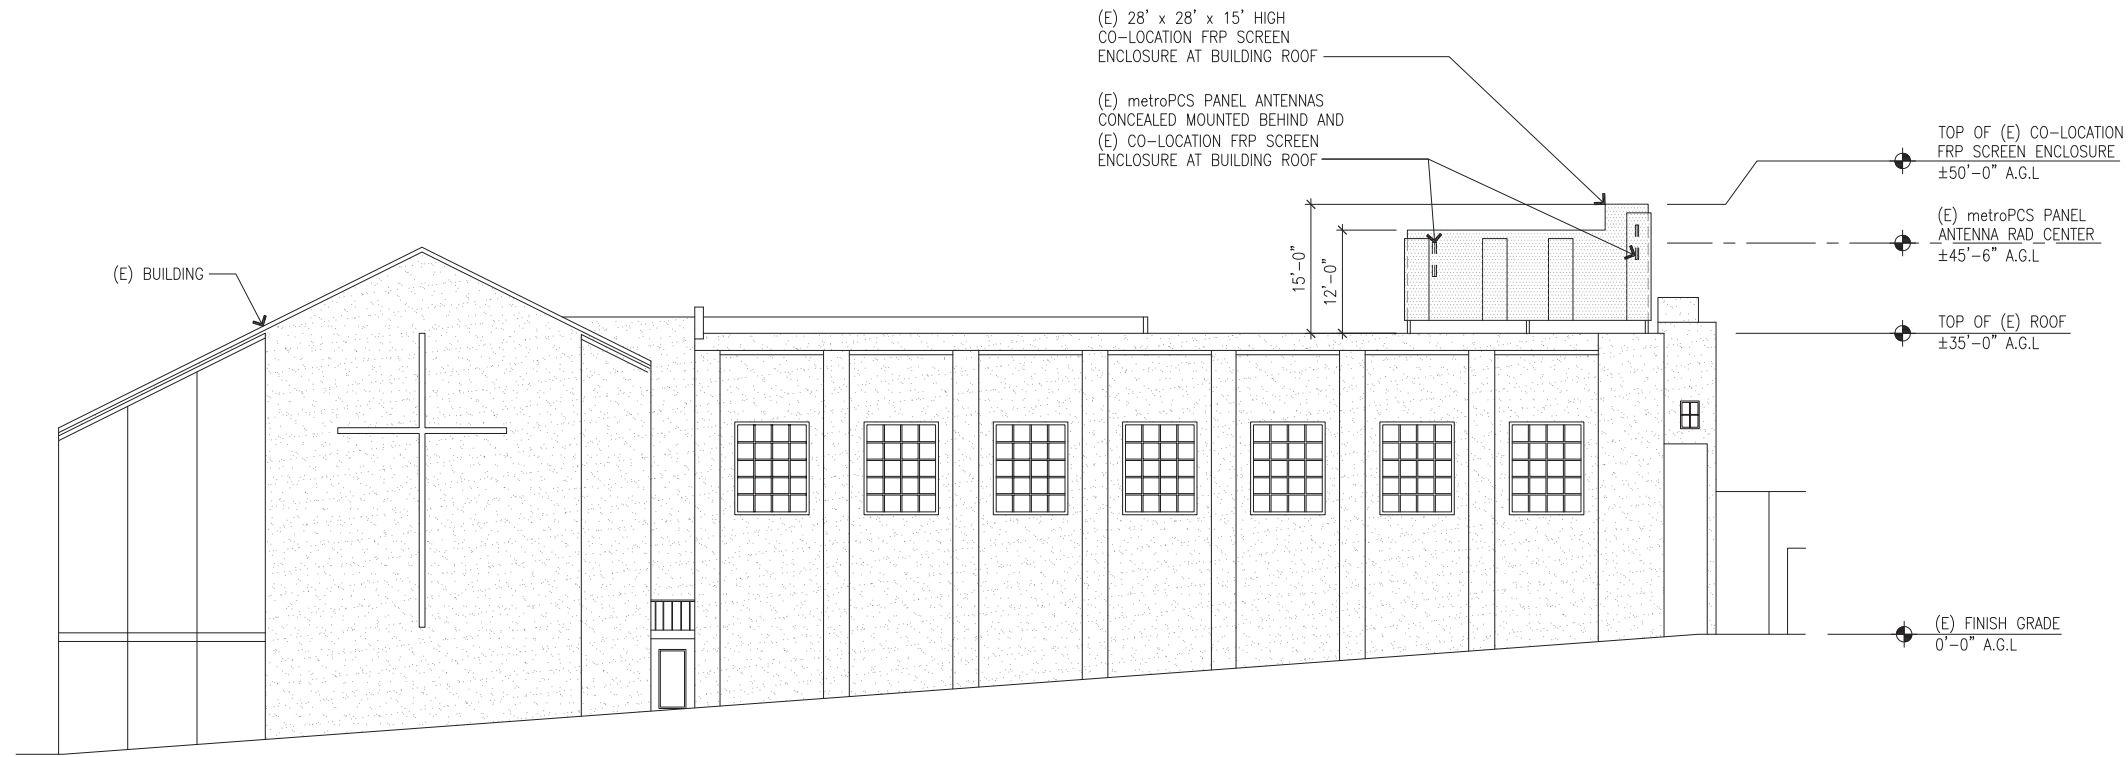 (E) 28' x 28' x 15' HIGH
CO-LOCATION FRP SCREEN
ENCLOSURE AT BUILDING ROOF
(E) metroPCS PANEL ANTENNAS
CONCEALED MOUNTED BEHIND AND
(E) CO-LOCATION FRP SCREEN
ENCLOSURE AT BUILDING ROOF
TOP OF (E) CO-LOCATION
FRP SCREEN ENCLOSURE
±50'-0" A.G.L
(E) metroPCS PANEL
ANTENNA RAD CENTER
±45'-6" A.G.L
(E) BUILDING
15'-0"
12'-0"
TOP OF (E) ROOF
±35'-0" A.G.L
(E) FINISH GRADE
0'-0" A.G.L